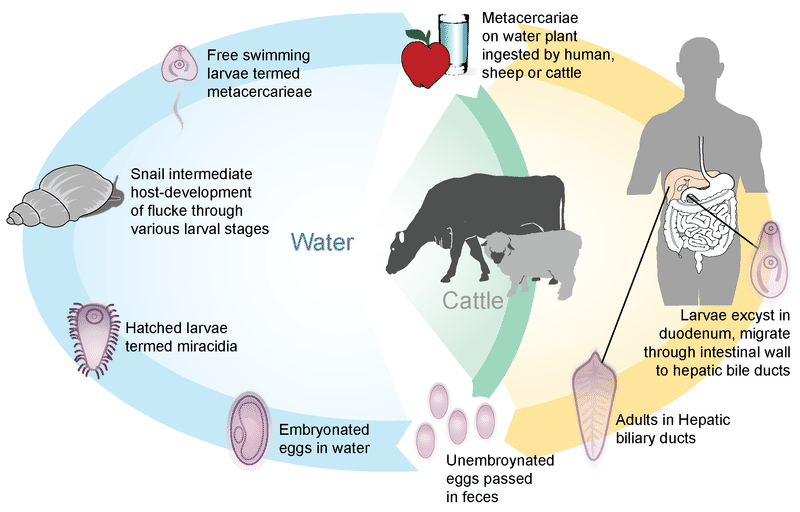 Metacercariae
on water plant
ingested by human,
sheep or cattle
Free swimming
larvae termed
metacercarieae
Snail intermediate
host-development
of flucke through
various larval stages
Water
Cattle
Hatched larvae
termed miracidia
Embryonated
eggs in water
Unembroynated
eggs passed
in feces
Adults in Hepatic
biliary ducts
Larvae excyst in
duodenum, migrate
through intestinal wall
to hepatic bile ducts